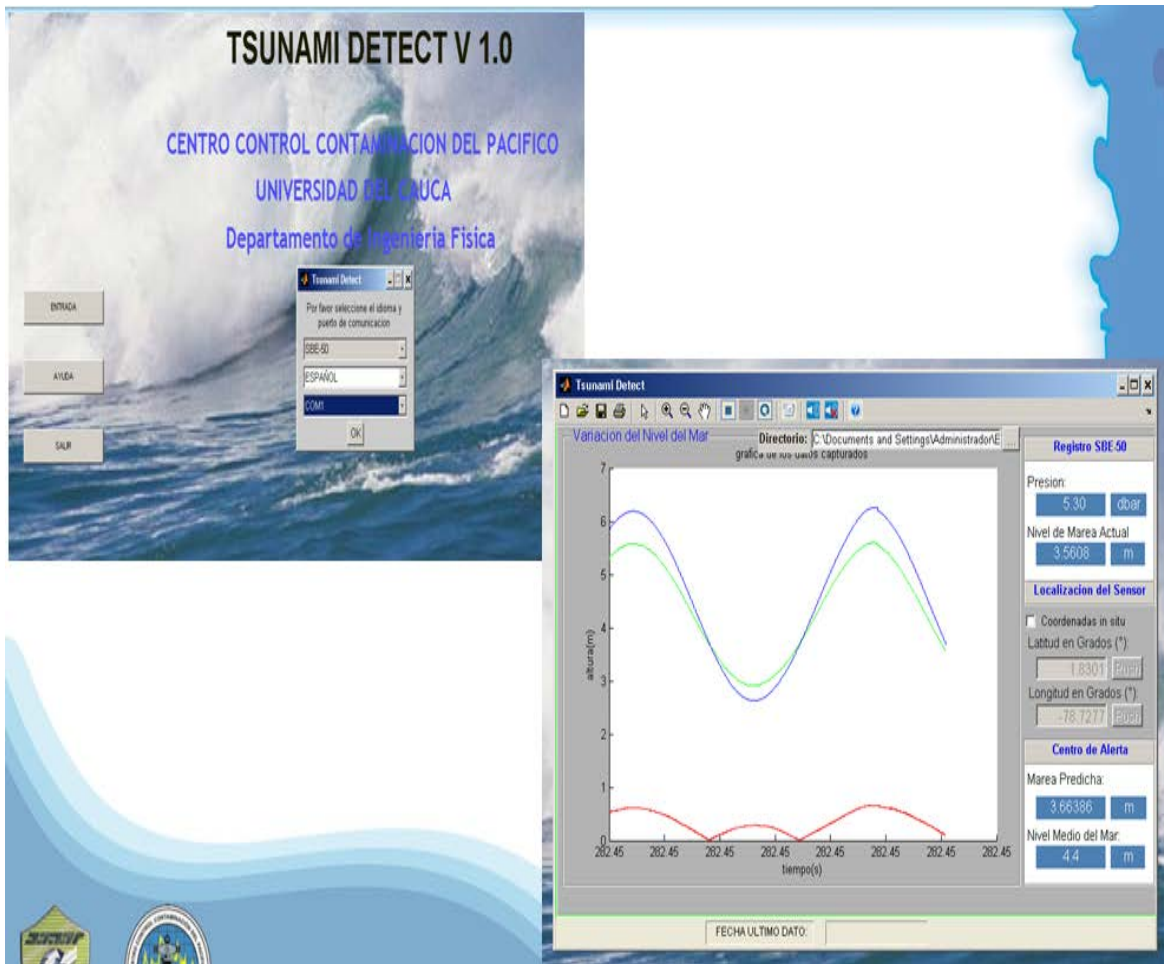 TSUNAMI DETECT V 1.0
CENTRO CONTROL CONTAMINACION DEL PACIFICO
UNIVERSIDAD DEL CAUCA
Departamento de Ingenieria Fisica
ENTRADA
AYUDA
SALIR
Tsunami Detect
Por favor seleccione el idioma y
puerto de comunicacion
SBE-50
ESPAÑOL
COM1
OK
Tsunami Detect
Variacion del Nivel del Mar
Directorio: C:\Documents and Settings\Administrador\E ...
grafica de los datos capturados
7
6
5
4
3
2
1
0
altura(m)
282.45 282.45 282.45 282.45 282.45 282.45 282.45 282.45
tiempo(s)
Registro SBE-50
Presion:
5.30 dbar
Nivel de Marea Actual
3.5608 m
Localizacion del Sensor
Coordenadas in situ
Latitud en Grados (°):
1.8301 Push
Longitud en Grados (°):
-78.7277 Push
Centro de Alerta
Marea Predicha:
3.66386 m
Nivel Medio del Mar:
4.4 m
FECHA ULTIMO DATO: